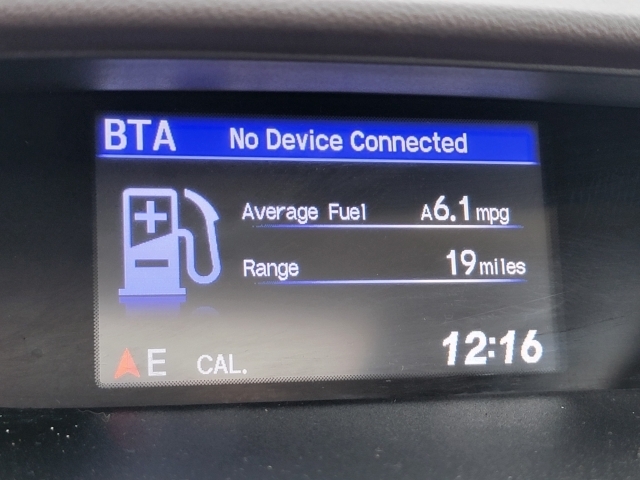 BTA No Device Connected
Average Fuel A6.1 mpg
Range 19 miles
E CAL. 12:16